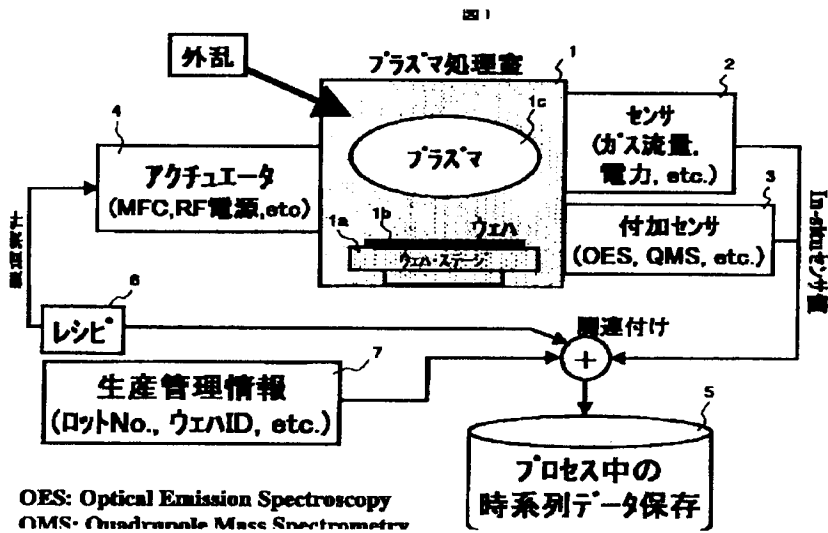 図1
外乱
プラズマ処理室
1
2
4
アクチュエータ
(MFC,RF電源,etc)
1c
プラズマ
センサ
(ガス流量,
電力, etc.)
3
付加センサ
(OES, QMS, etc.)
In-situセンサ値
1a
1b
ウェハ
ウェハ・ステージ
6
レシピ
関連付け
+
7
生産管理情報
(ロットNo., ウェハID, etc.)
5
プロセス中の
時系列データ保存
OES: Optical Emission Spectroscopy
QMS: Quadrupole Mass Spectrometry